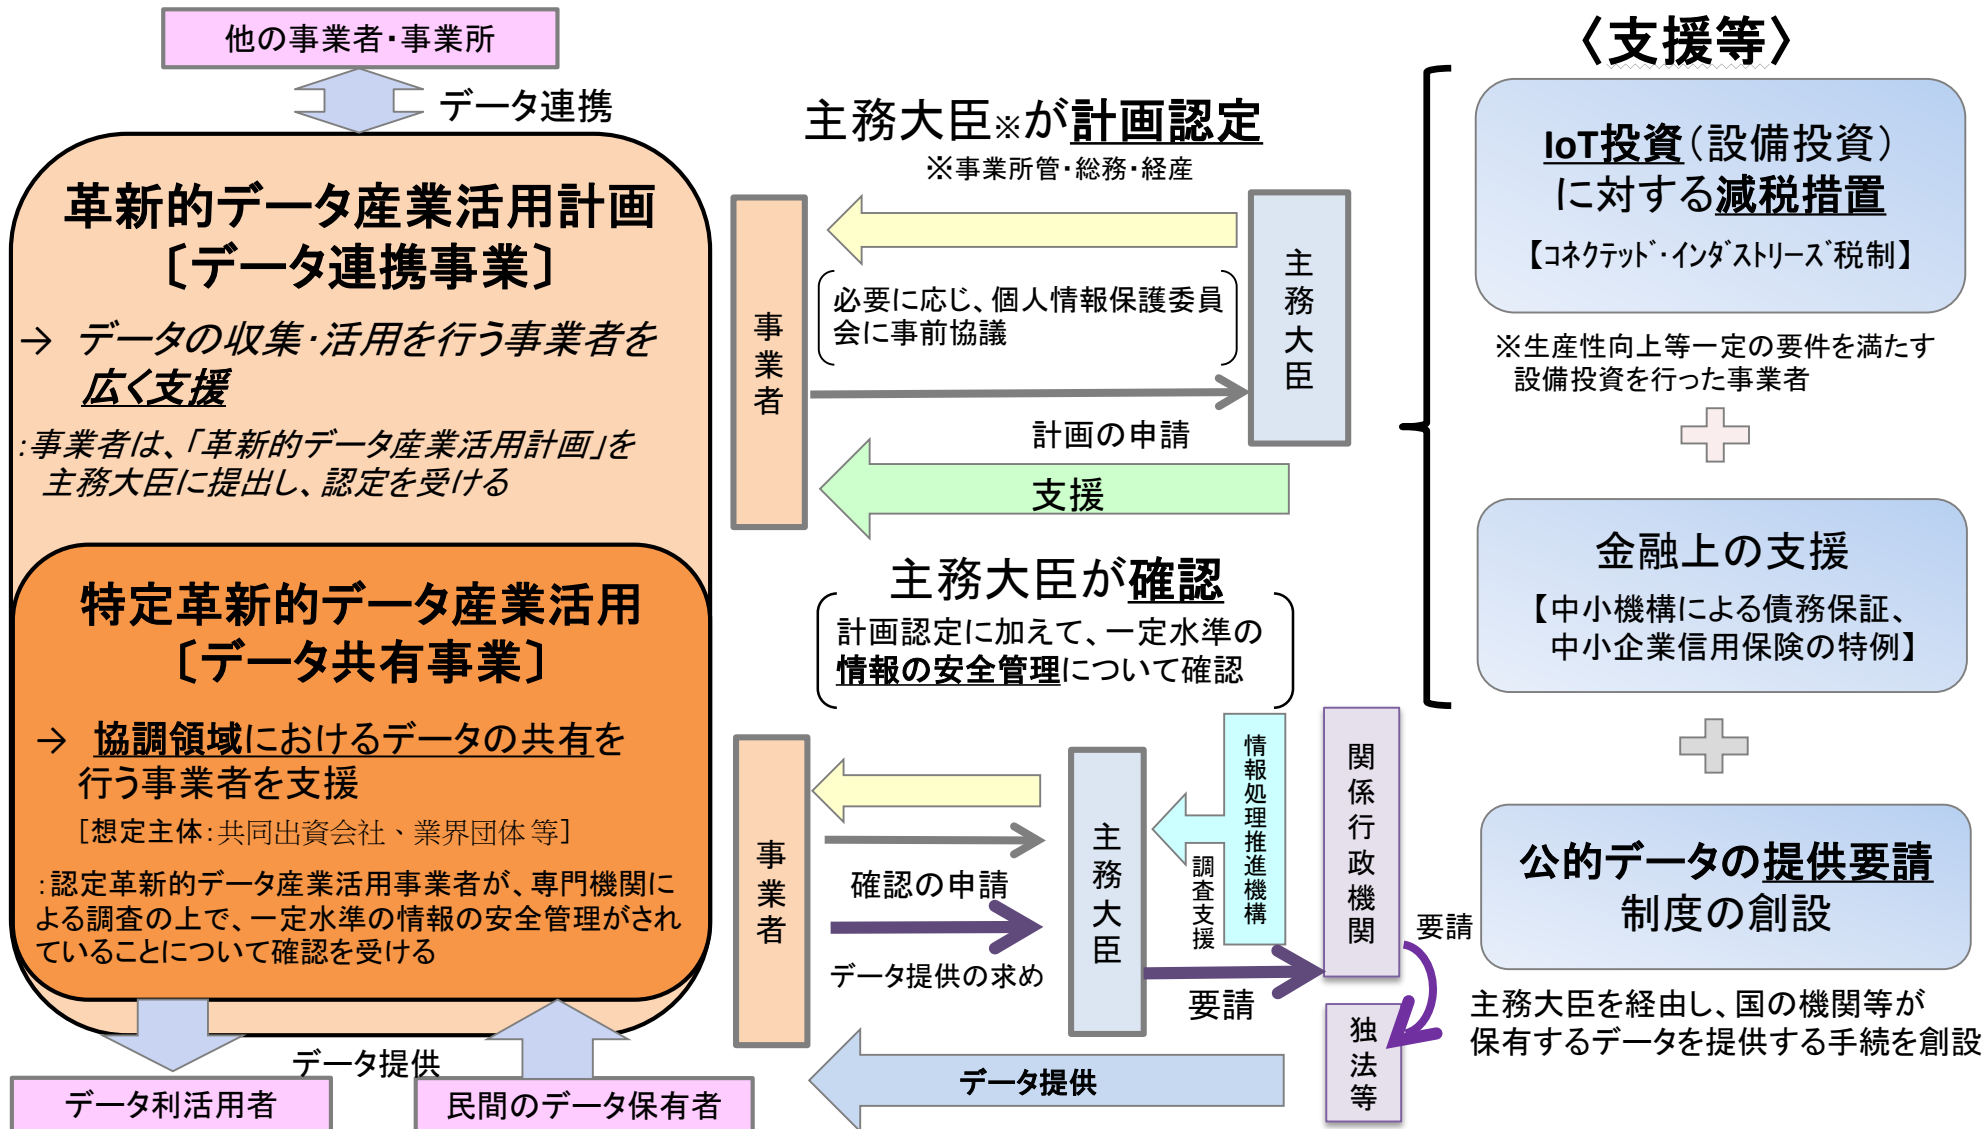 他の事業者・事業所
データ連携
革新的データ産業活用計画
〔データ連携事業〕
→ データの収集・活用を行う事業者を
広く支援
：事業者は、「革新的データ産業活用計画」を
主務大臣に提出し、認定を受ける
特定革新的データ産業活用
〔データ共有事業〕
→ 協調領域におけるデータの共有を
行う事業者を支援
［想定主体：共同出資会社、業界団体 等］
：認定革新的データ産業活用事業者が、専門機関に
よる調査の上で、一定水準の情報の安全管理がされ
ていることについて確認を受ける
データ提供
データ利活用者
民間のデータ保有者
主務大臣※が計画認定
※事業所管・総務・経産
事業者
必要に応じ、個人情報保護委員
会に事前協議
主務大臣
計画の申請
支援
主務大臣が確認
計画認定に加えて、一定水準の
情報の安全管理について確認
事業者
確認の申請
データ提供の求め
主務大臣
情報処理推進機構
調査支援
関係行政機関
要請
要請
独法等
データ提供
〈支援等〉
IoT投資（設備投資）
に対する減税措置
【コネクテッド・インダストリーズ税制】
※生産性向上等一定の要件を満たす
設備投資を行った事業者
金融上の支援
【中小機構による債務保証、
中小企業信用保険の特例】
公的データの提供要請
制度の創設
主務大臣を経由し、国の機関等が
保有するデータを提供する手続を創設